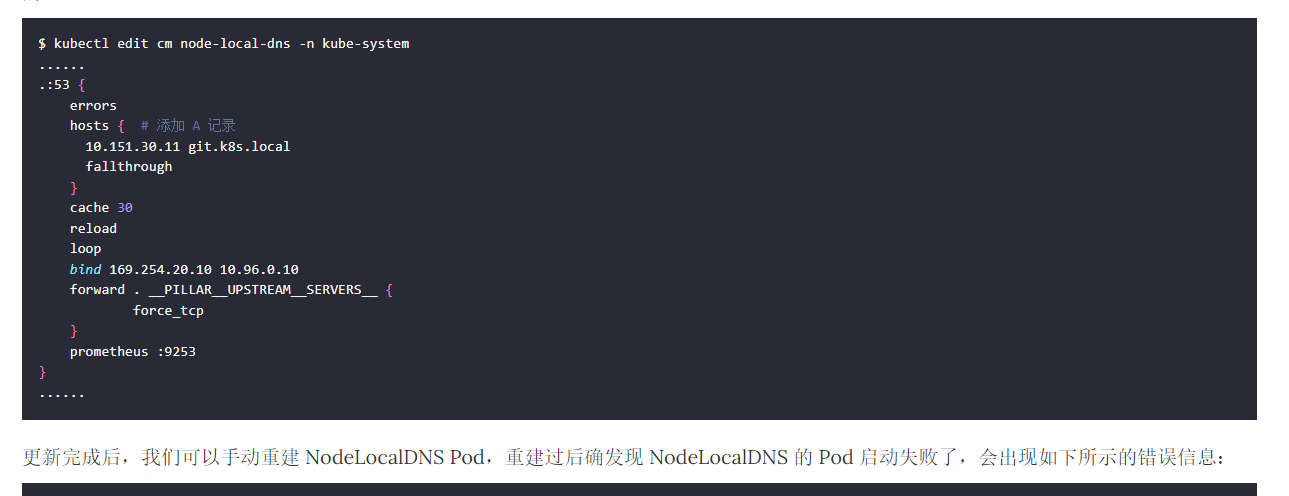 $ kubectl edit cm node-local-dns -n kube-system
......
.:53 {
    errors
    hosts {  # 添加 A 记录
      10.151.30.11 git.k8s.local
      fallthrough
    }
    cache 30
    reload
    loop
    bind 169.254.20.10 10.96.0.10
    forward . __PILLAR__UPSTREAM__SERVERS__ {
            force_tcp
    }
    prometheus :9253
}
......
更新完成后，我们可以手动重建 NodeLocalDNS Pod，重建过后确发现 NodeLocalDNS 的 Pod 启动失败了，会出现如下所示的错误信息：